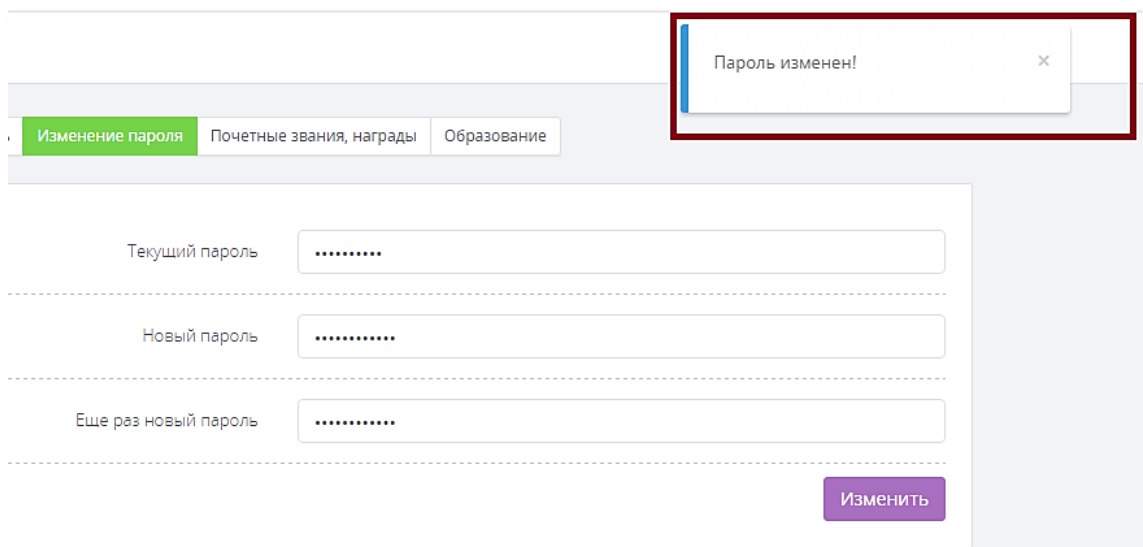 Пароль изменен! ×
Изменение пароля Почетные звания, награды Образование
Текущий пароль ••••••••••
Новый пароль ••••••••••••
Еще раз новый пароль ••••••••••••
Изменить